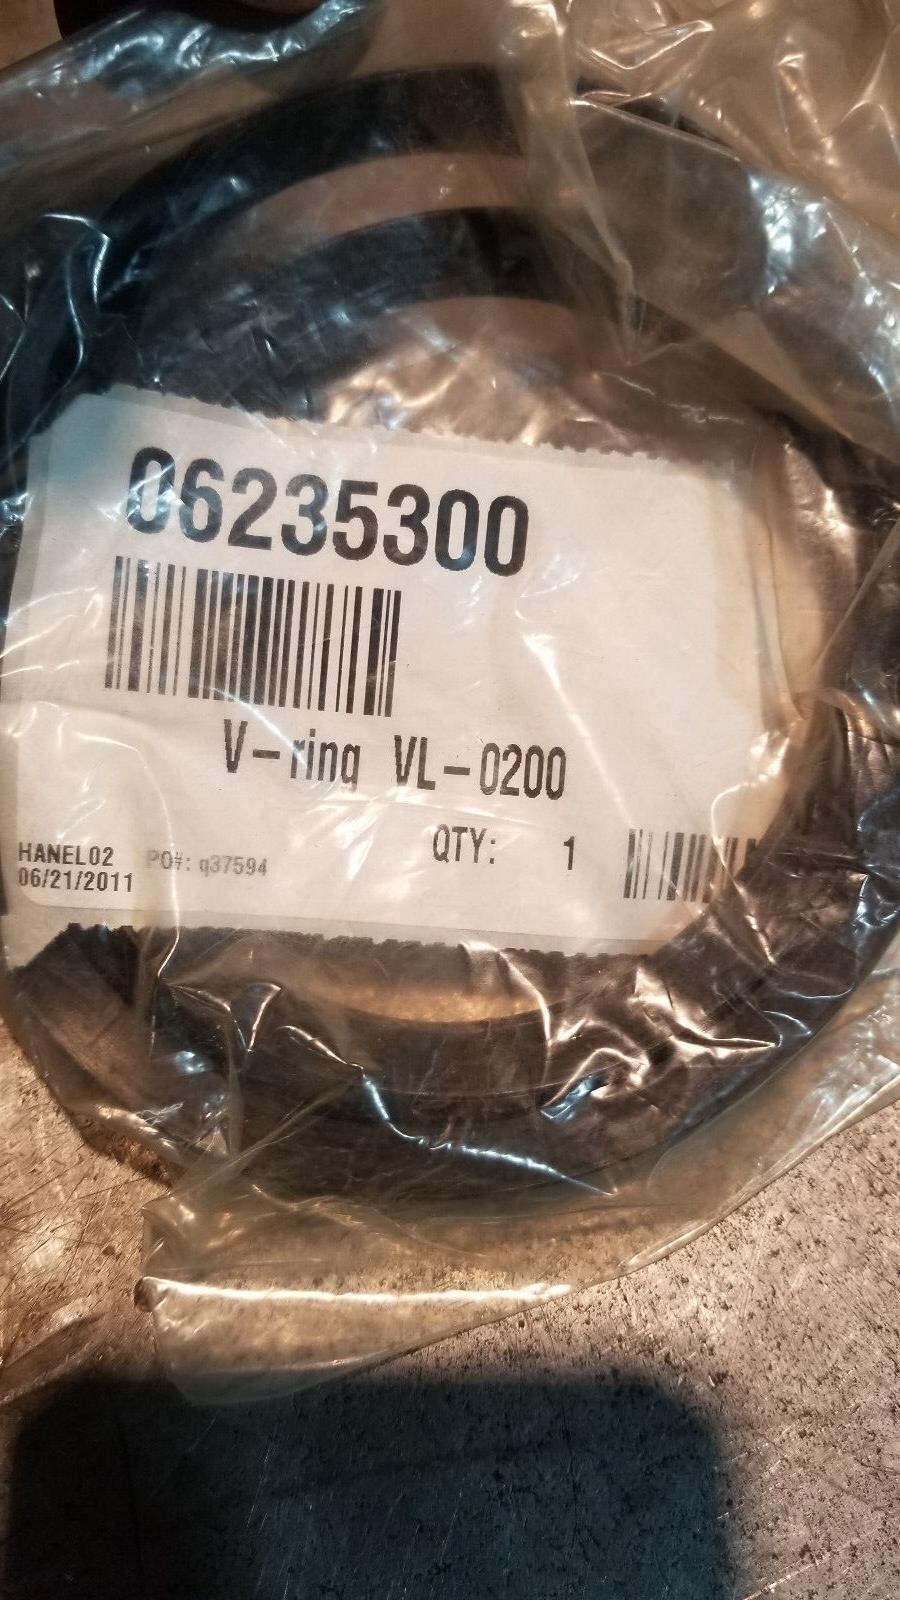 06235300
V-ring VL-0200
QTY: 1
HANEL02 PO#: q37594
06/21/2011